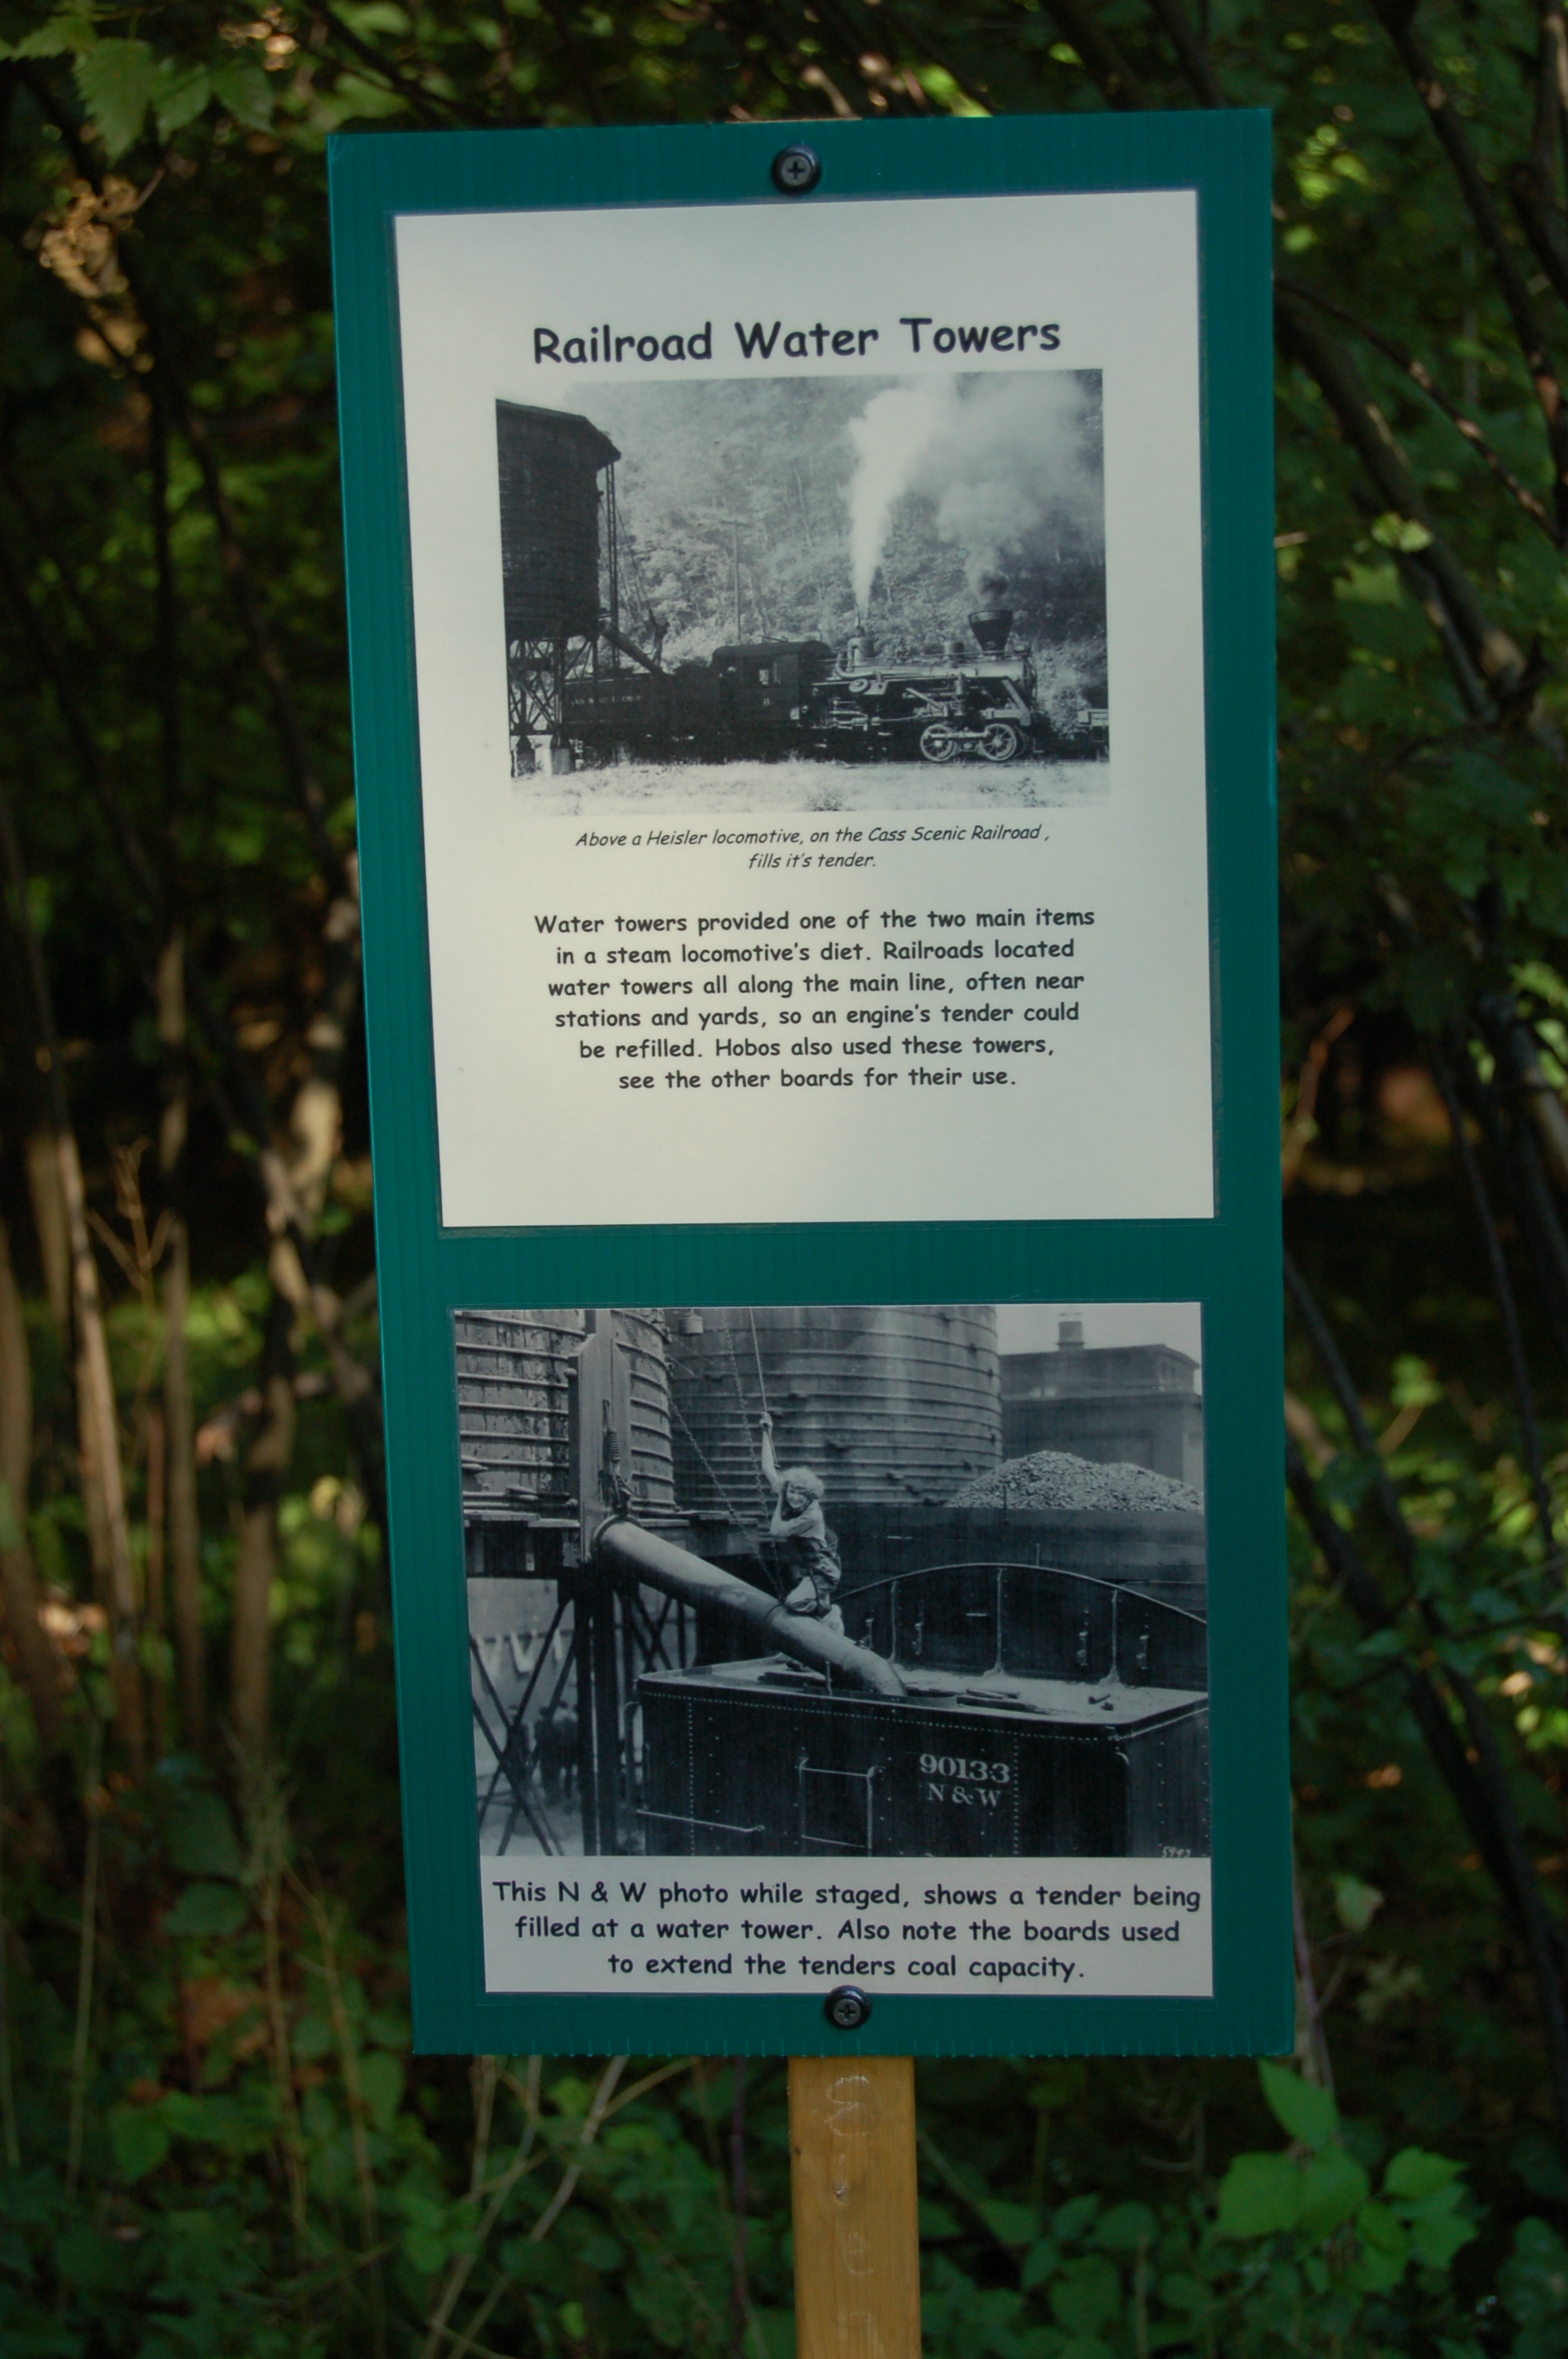 Railroad Water Towers
Above a Heisler locomotive, on the Cass Scenic Railroad ,
fills it's tender.
Water towers provided one of the two main items
in a steam locomotive's diet. Railroads located
water towers all along the main line, often near
stations and yards, so an engine's tender could
be refilled. Hobos also used these towers,
see the other boards for their use.
90133
N & W
This N & W photo while staged, shows a tender being
filled at a water tower. Also note the boards used
to extend the tenders coal capacity.